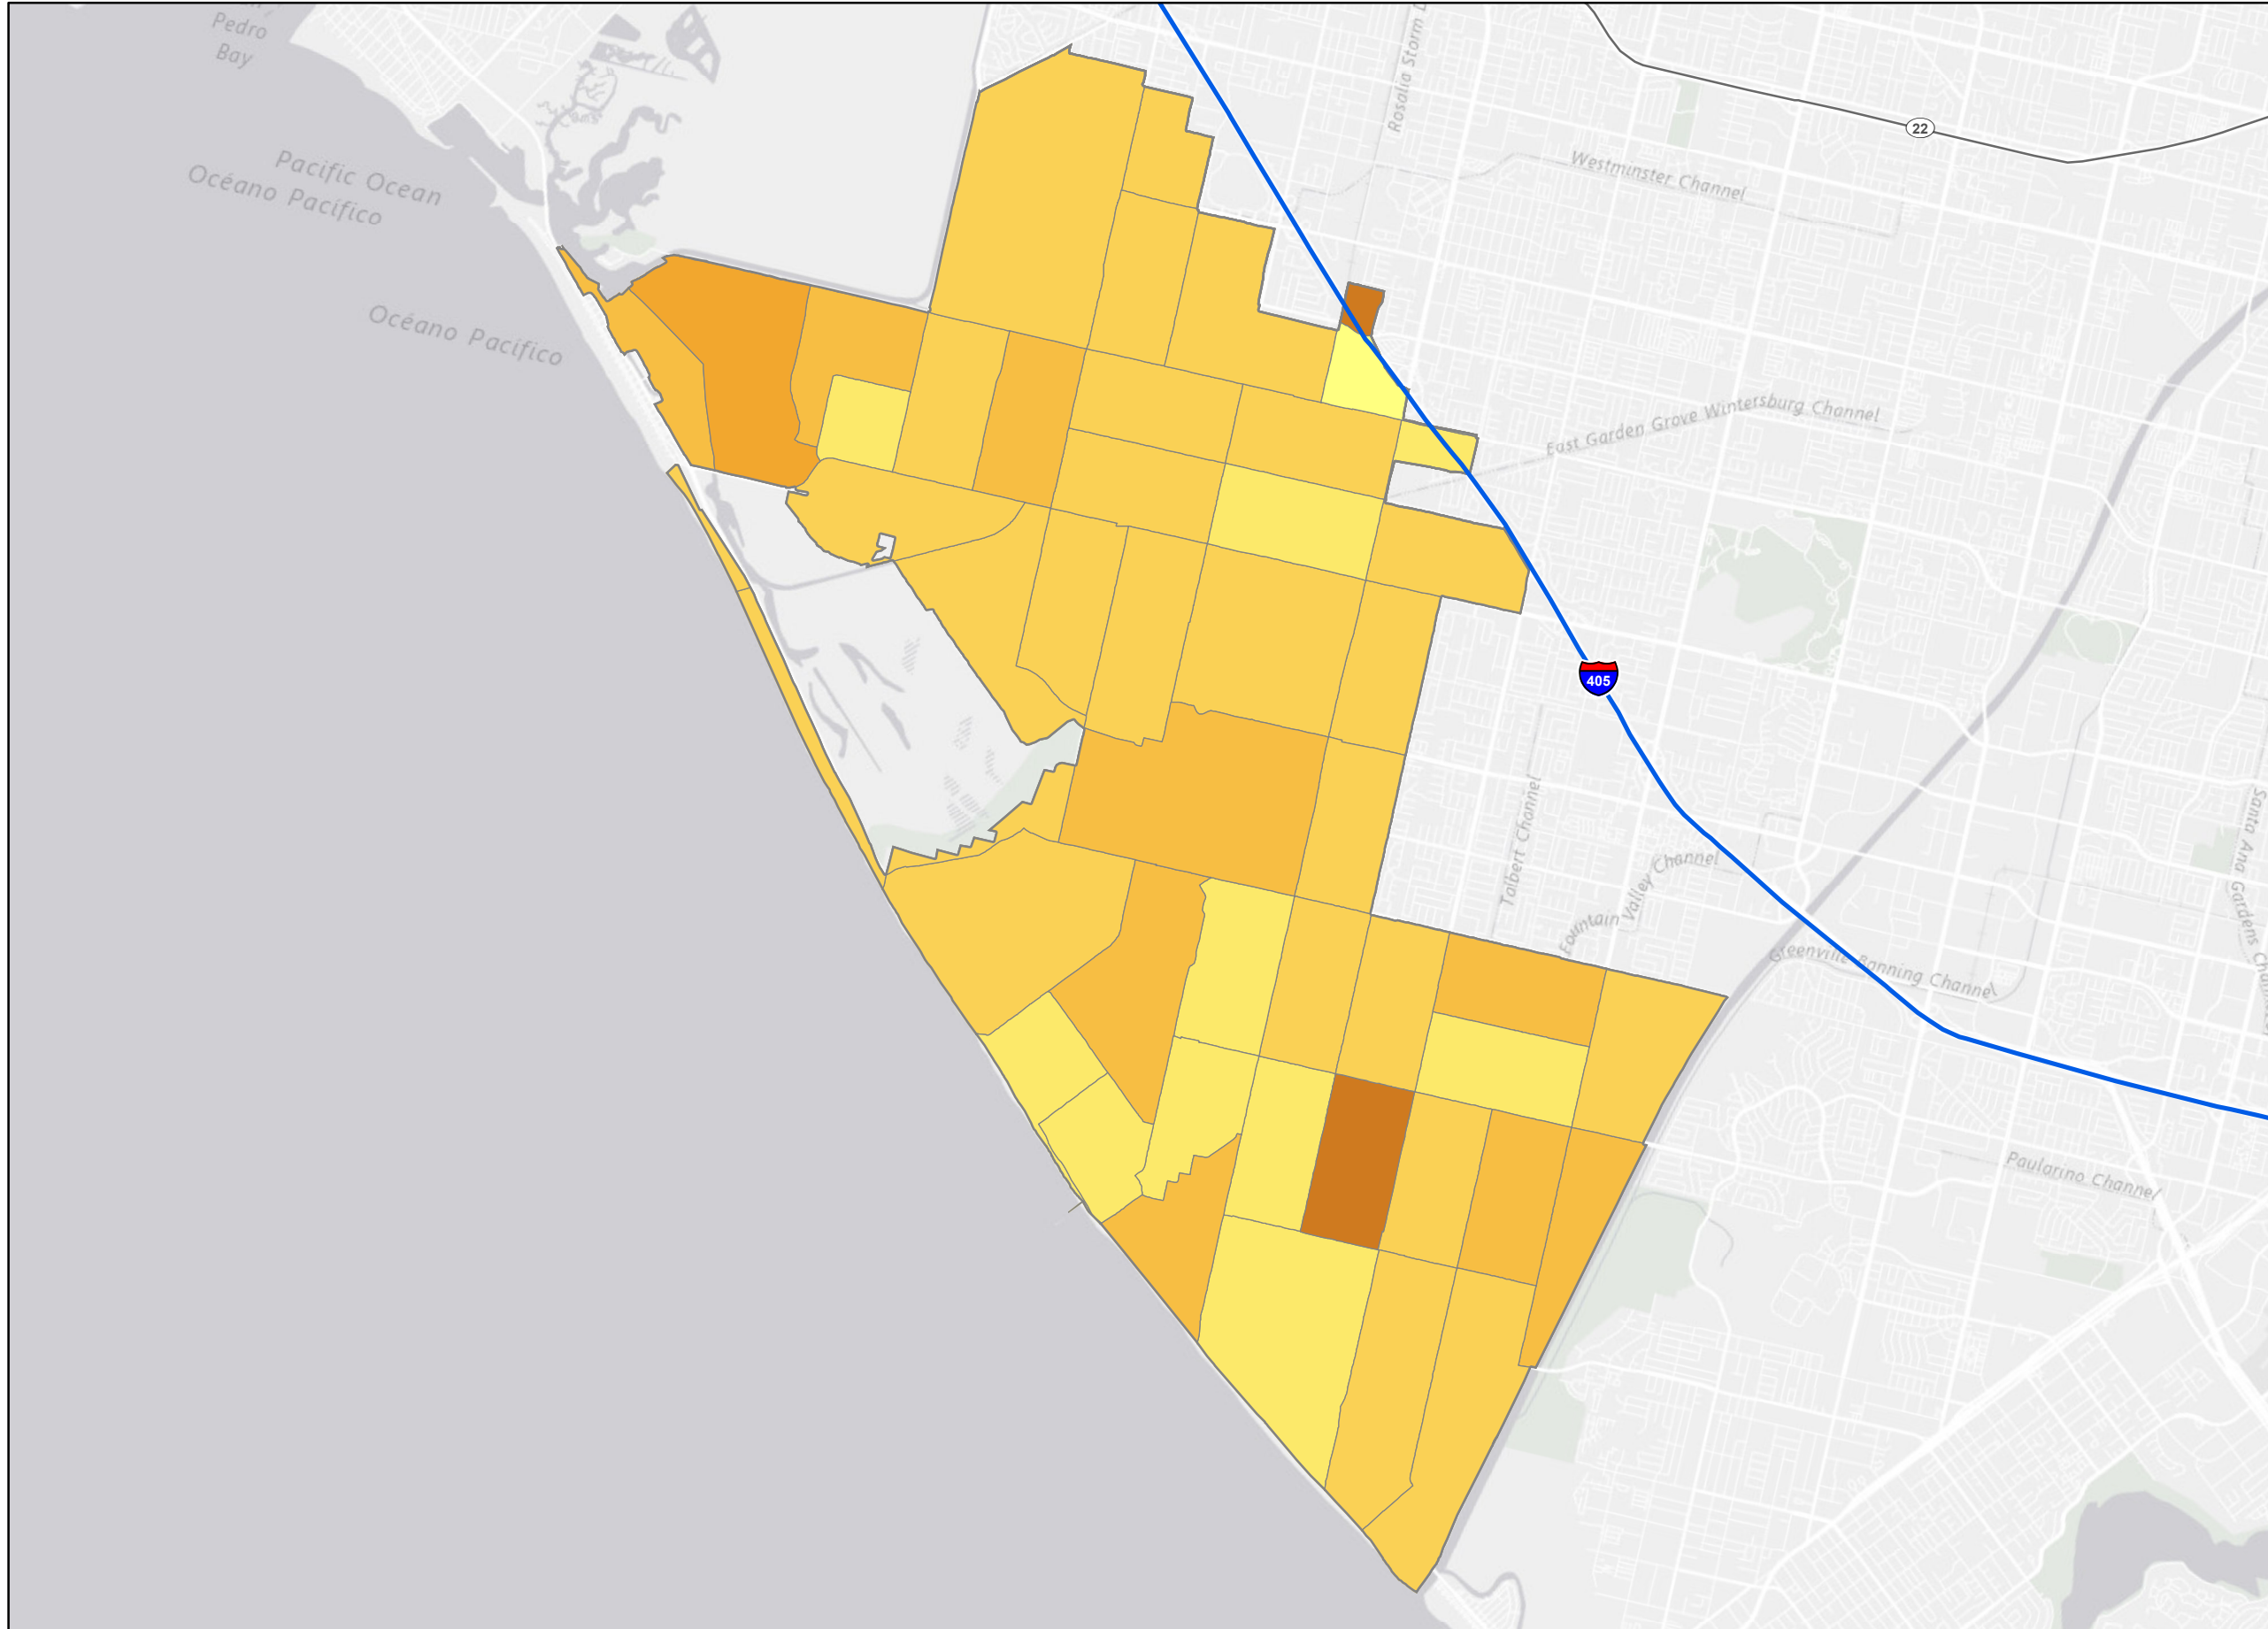 Pedro
Bay
Pacific Ocean
Océano Pacífico
Océano Pacífico
Rosalia Storm D
22
Westminster Channel
East Garden Grove Wintersburg Channel
405
Talbert Channel
Fountain Valley Channel
Greenville Banning Channel
Santa Ana Gardens Chan
Paularino Channel